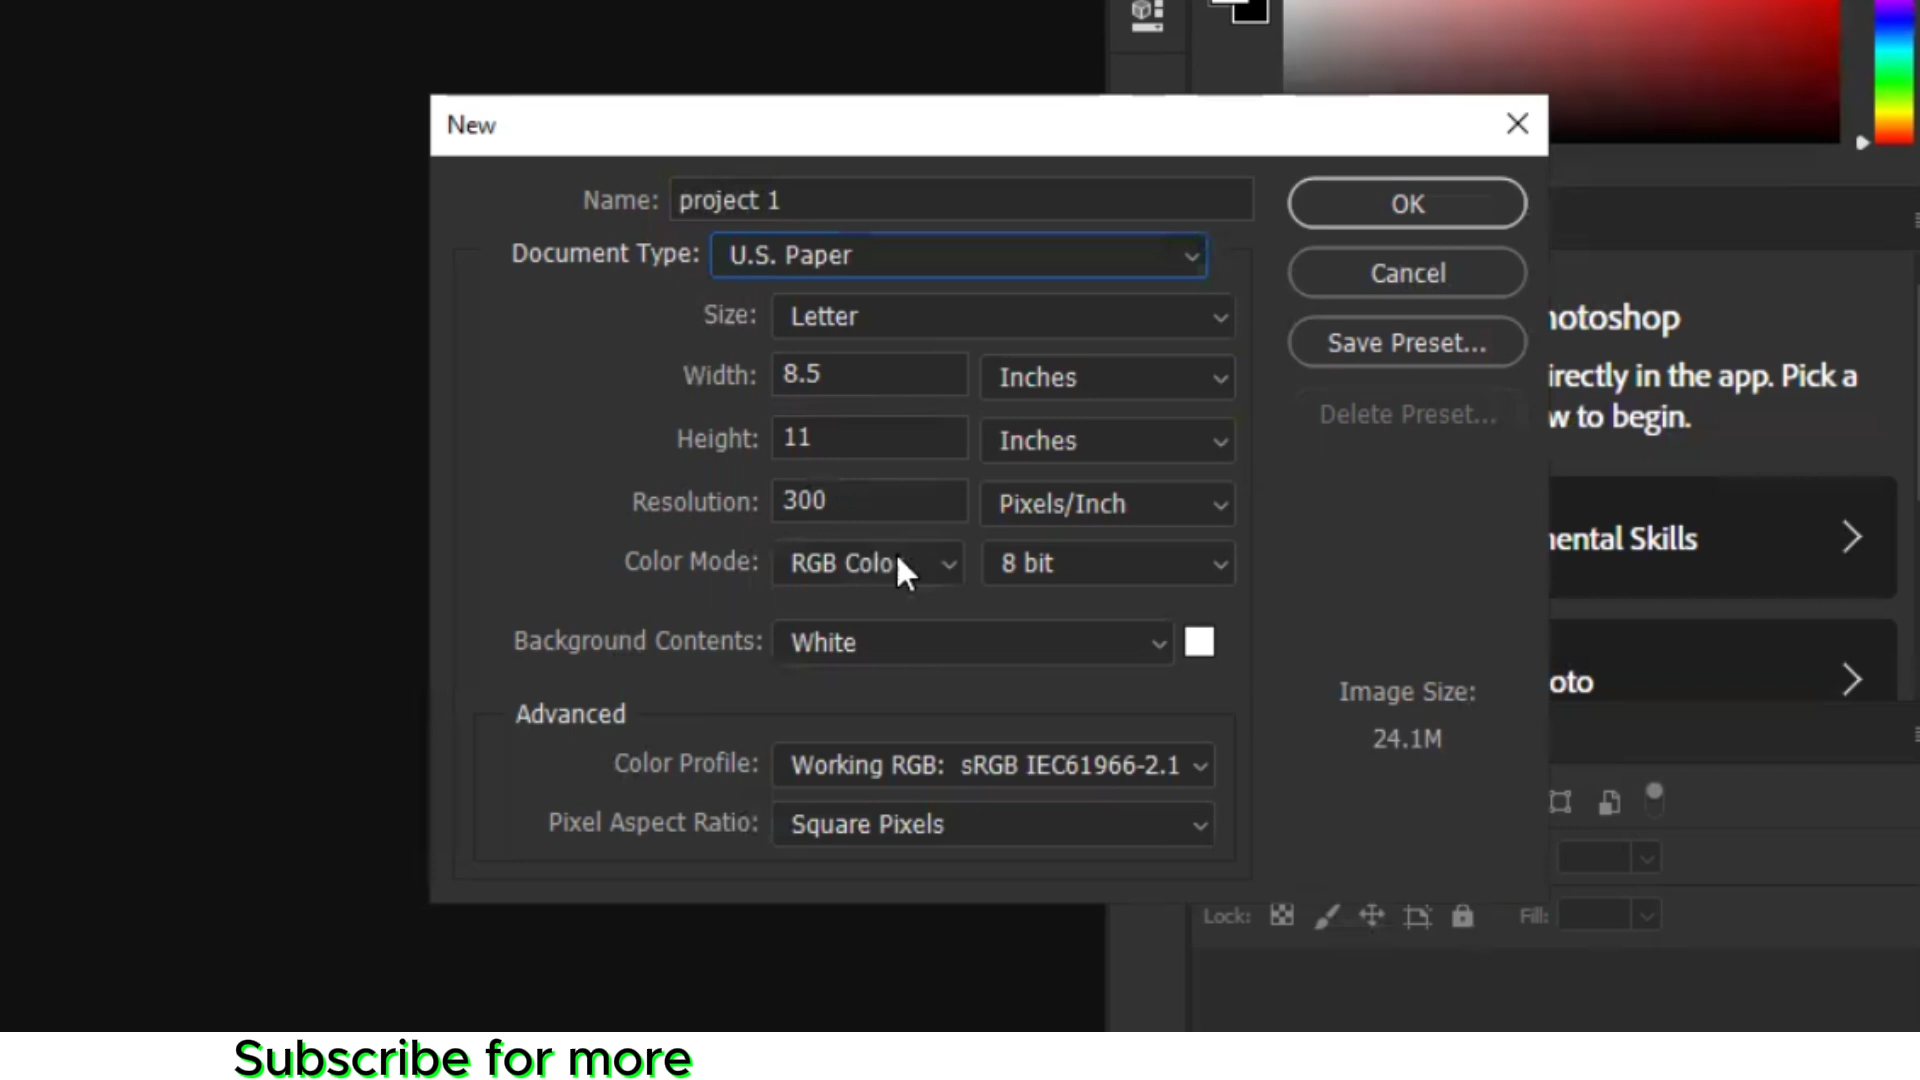 New
Name: project 1
OK
Document Type: U.S. Paper
Cancel
Size: Letter
Save Preset...
Width: 8.5 Inches
Delete Preset...
Height: 11 Inches
Resolution: 300 Pixels/Inch
Color Mode: RGB Colo 8 bit
Background Contents: White
Image Size:
24.1M
Advanced
Color Profile: Working RGB: sRGB IEC61966-2.1
Pixel Aspect Ratio: Square Pixels
hotoshop
irectly in the app. Pick a
w to begin.
nental Skills
oto
Lock: Fill:
Subscribe for more